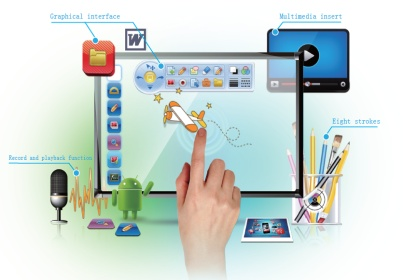 Graphical interface
W
Multimedia insert
Eight strokes
Record and playback function